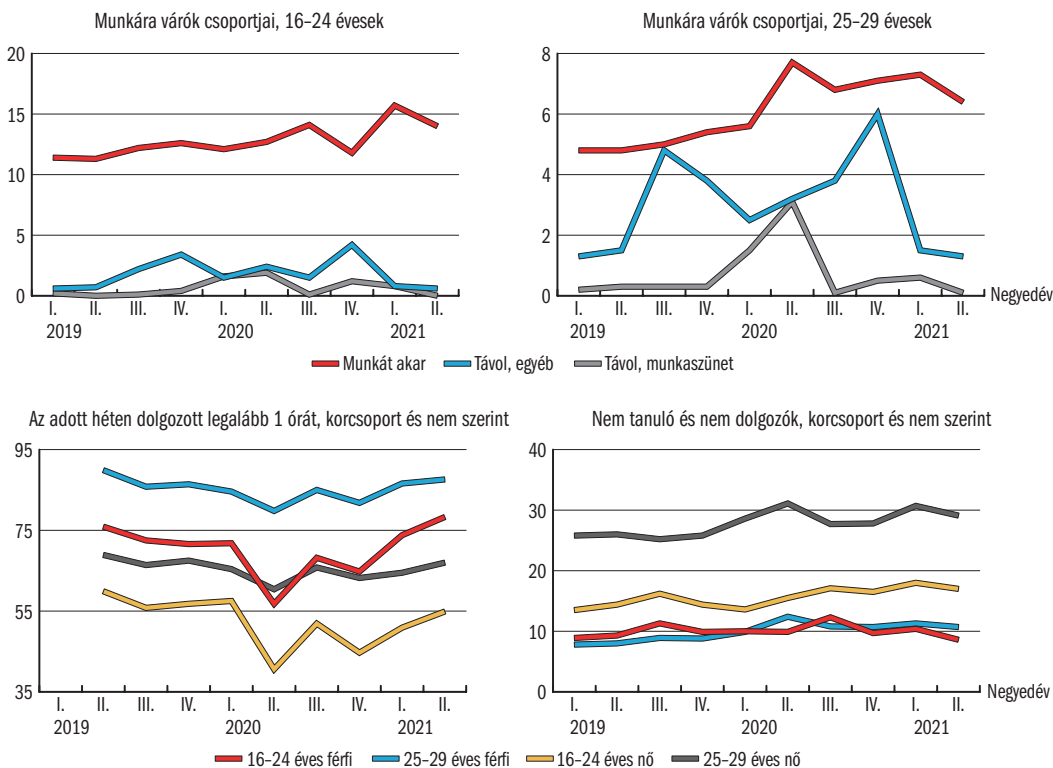 Munkára várók csoportjai, 16–24 évesek
20
15
10
5
0
I. II. III. IV. I. II. III. IV. I. II.
2019 2020 2021
Munkára várók csoportjai, 25–29 évesek
8
6
4
2
0
I. II. III. IV. I. II. III. IV. I. II.
Negyedév
2019 2020 2021
Munkát akar Távol, egyéb Távol, munkaszünet
Az adott héten dolgozott legalább 1 órát, korcsoport és nem szerint
95
75
55
35
I. II. III. IV. I. II. III. IV. I. II.
2019 2020 2021
Nem tanuló és nem dolgozók, korcsoport és nem szerint
40
30
20
10
0
I. II. III. IV. I. II. III. IV. I. II.
Negyedév
2019 2020 2021
16–24 éves férfi 25–29 éves férfi 16–24 éves nő 25–29 éves nő